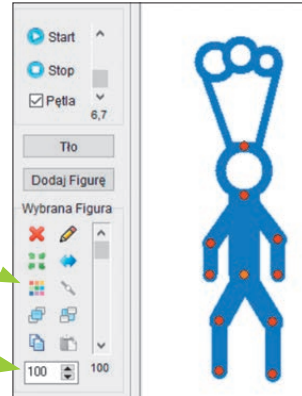 Start
Stop
Pętla
6,7
Tło
Dodaj Figurę
Wybrana Figura
100
100